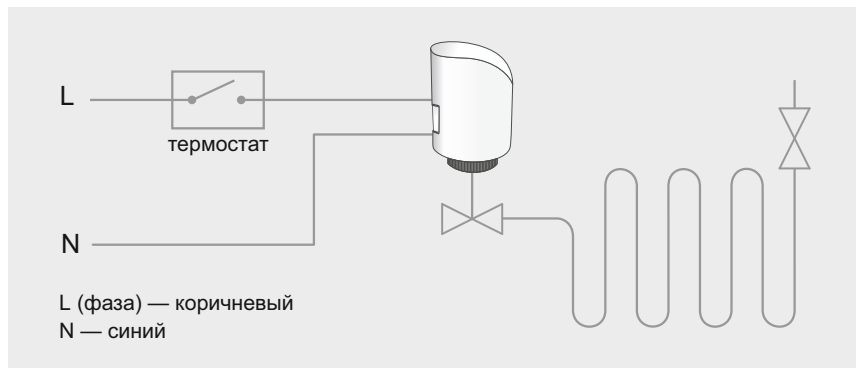 L
термостат
N
L (фаза) — коричневый
N — синий